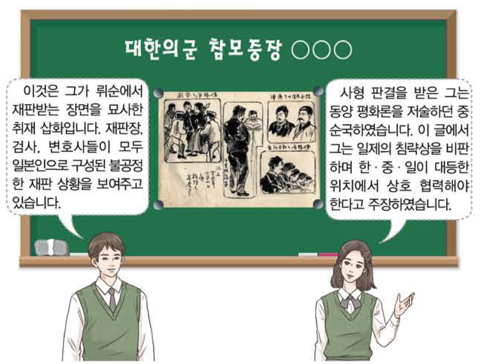 대한의군 참모중장 ○○○
이것은 그가 뤼순에서
재판받는 장면을 묘사한
취재 삽화입니다. 재판장,
검사, 변호사들이 모두
일본인으로 구성된 불공정
한 재판 상황을 보여주고
있습니다.
사형 판결을 받은 그는
동양 평화론을 저술하던 중
순국하였습니다. 이 글에서
그는 일제의 침략상을 비판
하며 한·중·일이 대등한
위치에서 상호 협력해야
한다고 주장하였습니다.